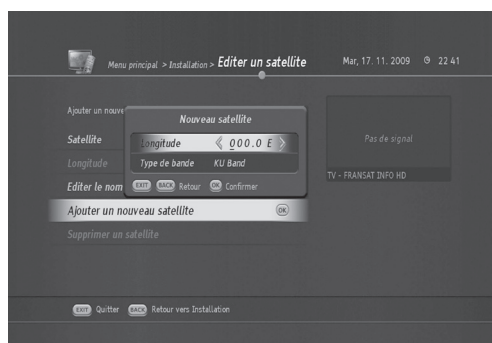 Menu principal > Installation > Editer un satellite
Mar, 17. 11. 2009 22 41
Ajouter un nouve
Nouveau satellite
Satellite
Longitude 000.0 E
Pas de signal
Longitude
Type de bande KU Band
TV - FRANSAT INFO HD
Editer le nom
EXIT BACK Retour OK Confirmer
Ajouter un nouveau satellite OK
Supprimer un satellite
EXIT Quitter BACK Retour vers Installation